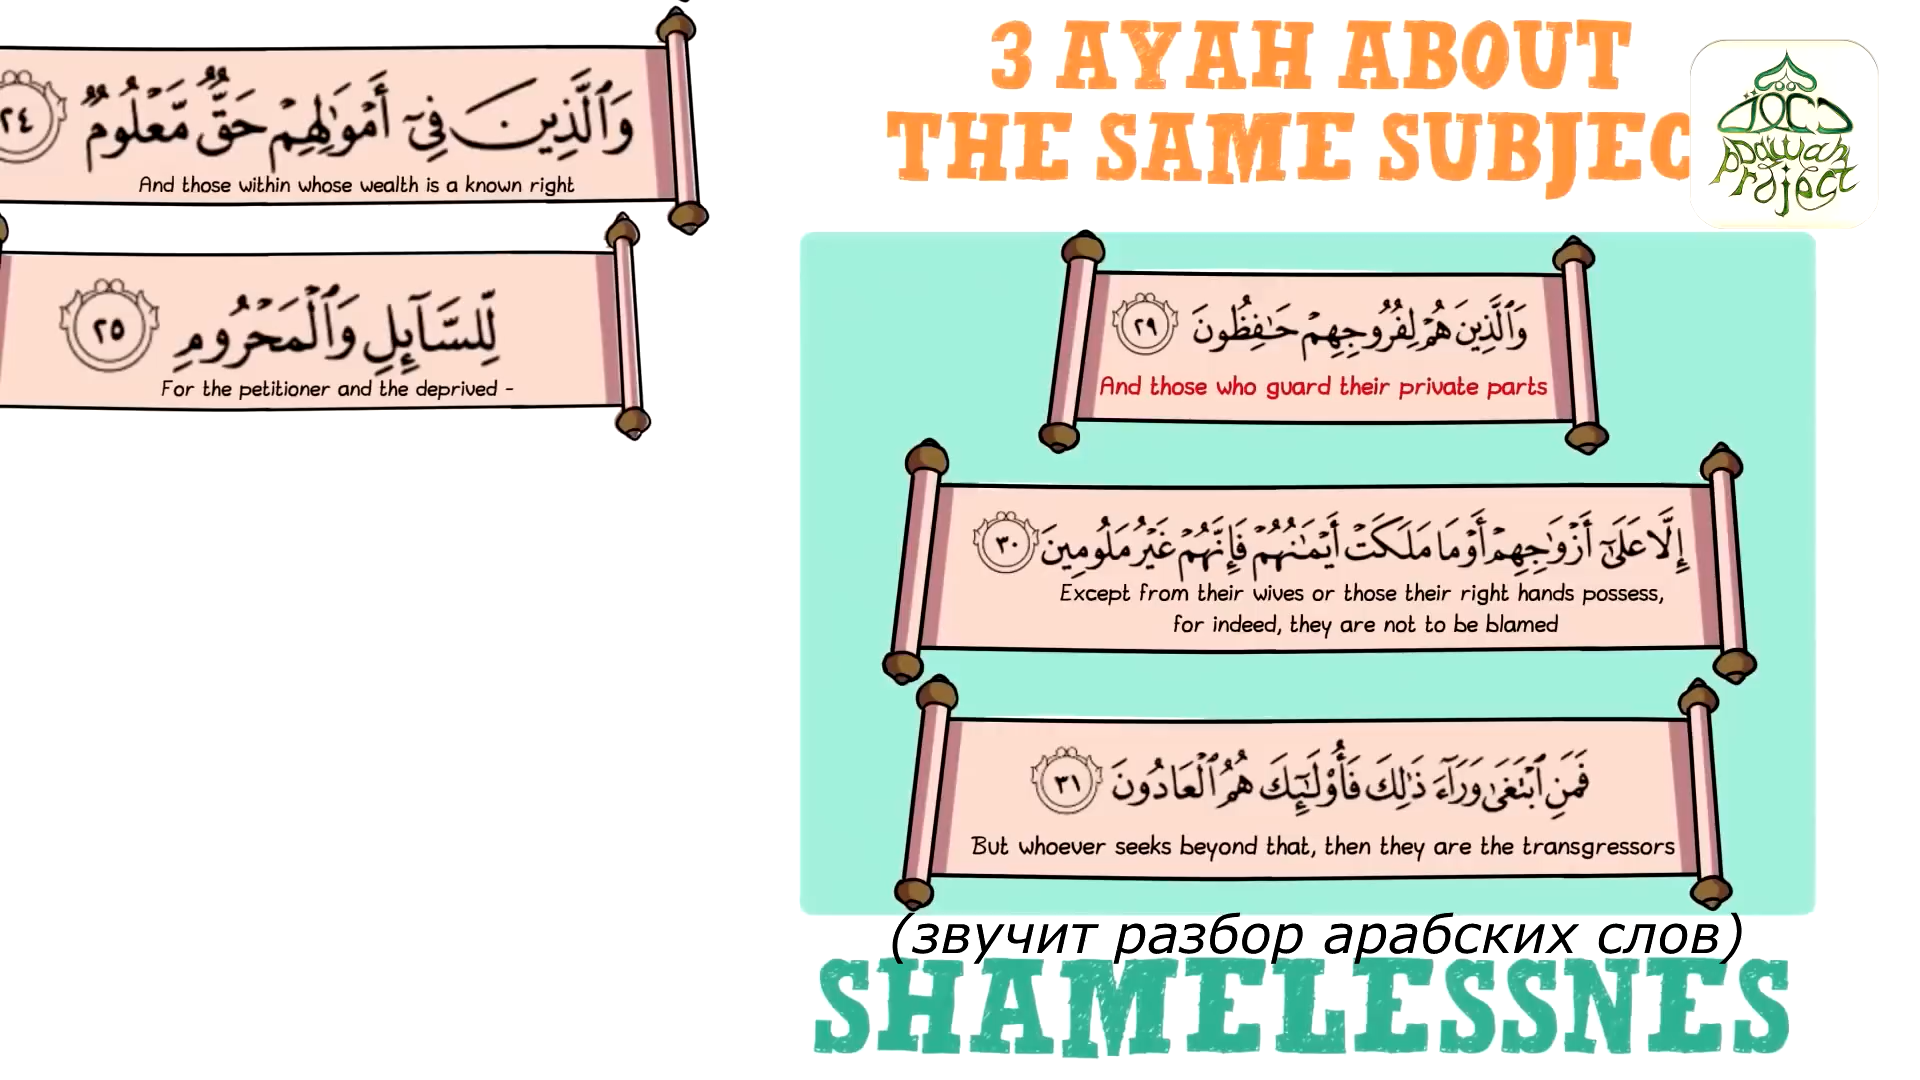 وَٱلَّذِينَ فِىٓ أَمْوَٰلِهِمْ حَقٌّ مَّعْلُومٌ ٢٤
And those within whose wealth is a known right
لِّلسَّآئِلِ وَٱلْمَحْرُومِ ٢٥
For the petitioner and the deprived -
3 AYAH ABOUT
THE SAME SUBJEC
JOCD
Dawah
Project
وَٱلَّذِينَ هُمْ لِفُرُوجِهِمْ حَـٰفِظُونَ ٢٩
And those who guard their private parts
إِلَّا عَلَىٰٓ أَزْوَٰجِهِمْ أَوْ مَا مَلَكَتْ أَيْمَـٰنُهُمْ فَإِنَّهُمْ غَيْرُ مَلُومِينَ ٣٠
Except from their wives or those their right hands possess,
for indeed, they are not to be blamed
فَمَنِ ٱبْتَغَىٰ وَرَآءَ ذَٰلِكَ فَأُو۟لَـٰٓئِكَ هُمُ ٱلْعَادُونَ ٣١
But whoever seeks beyond that, then they are the transgressors
(звучит разбор арабских слов)
SHAMELESSNES